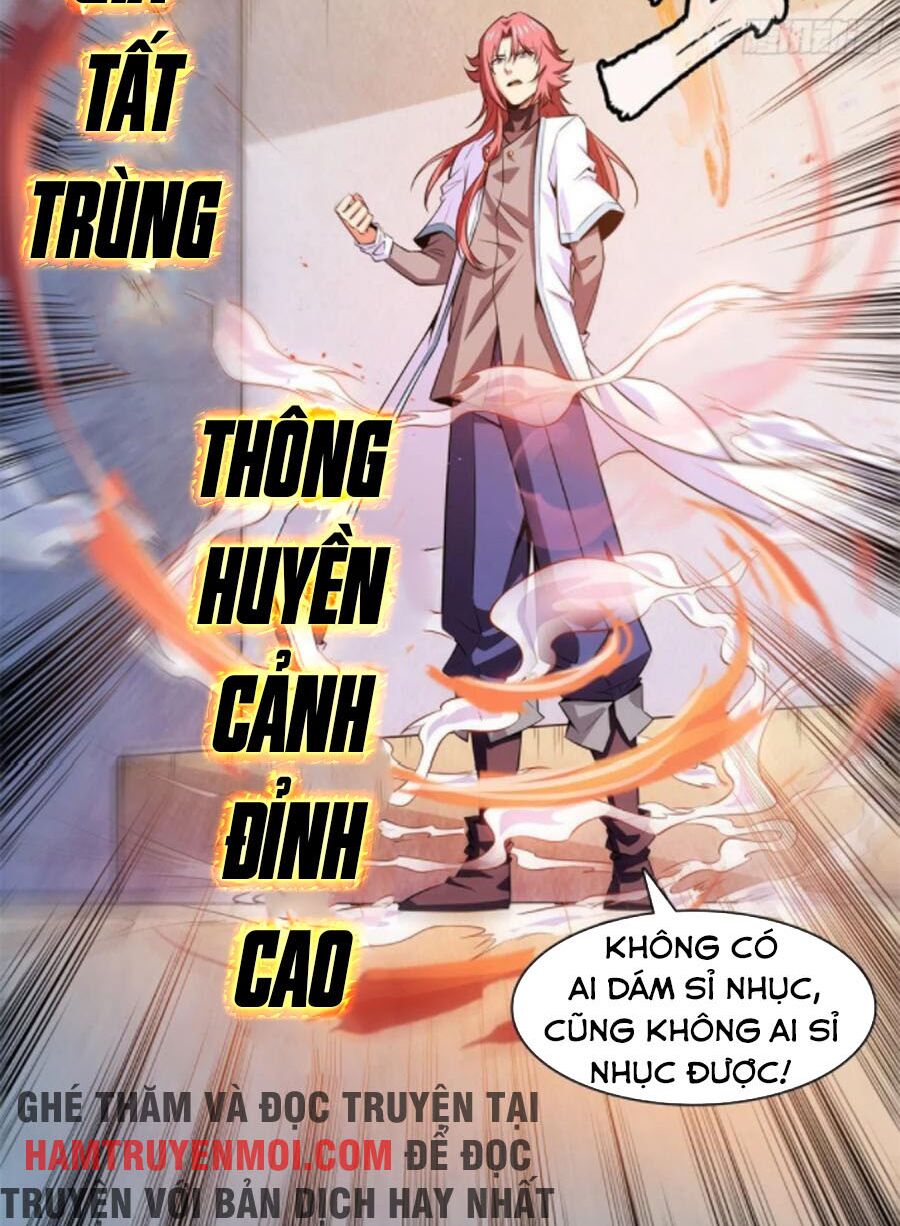 TẤT
TRÙNG
THÔNG
HUYỀN
CẢNH
ĐỈNH
CAO
KHÔNG CÓ
AI DÁM SỈ NHỤC,
CŨNG KHÔNG AI SỈ
NHỤC ĐƯỢC!
GHÉ THĂM VÀ ĐỌC TRUYỆN TẠI
HAMTRUYENMOI.COM ĐỂ ĐỌC
TRUYỆN VỚI BẢN DỊCH HAY NHẤT